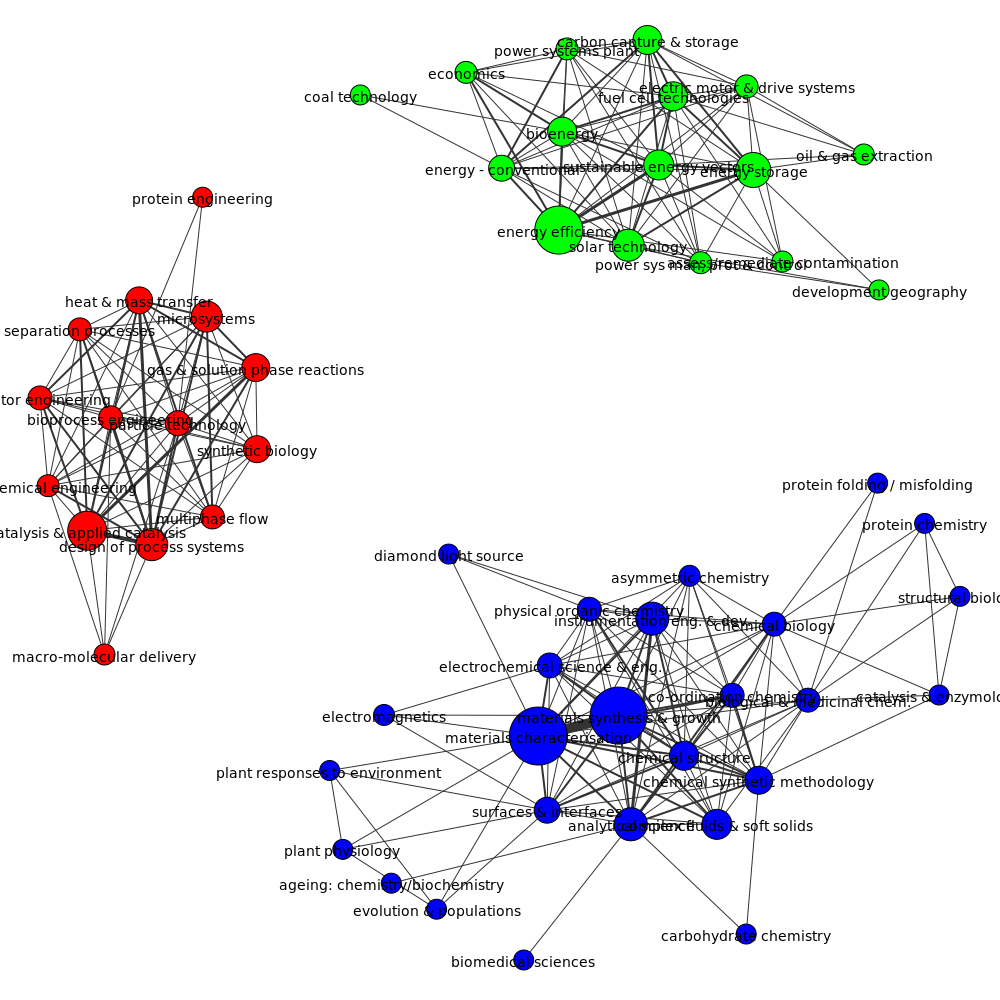 carbon capture & storage
power systems plant
economics
electric motor & drive systems
fuel cell technologies
coal technology
bioenergy
oil & gas extraction
sustainable energy vectors
energy - conventional
energy storage
protein engineering
energy efficiency
solar technology
assess/remediate contamination
power sys man/prot & control
development geography
heat & mass transfer
microsystems
separation processes
gas & solution phase reactions
tor engineering
bioprocess engineering
particle technology
synthetic biology
emical engineering
multiphase flow
atalysis & applied catalysis
design of process systems
macro-molecular delivery
protein folding / misfolding
protein chemistry
diamond light source
asymmetric chemistry
structural biolo
physical organic chemistry
instrumentation eng. & dev.
chemical biology
electrochemical science & eng.
co-ordination chemistry
catalysis & enzymolo
biological & medicinal chem.
electromagnetics
materials synthesis & growth
materials characterisation
chemical structure
plant responses to environment
chemical synthetic methodology
surfaces & interfaces
analytical science
complex fluids & soft solids
plant physiology
ageing: chemistry/biochemistry
evolution & populations
carbohydrate chemistry
biomedical sciences